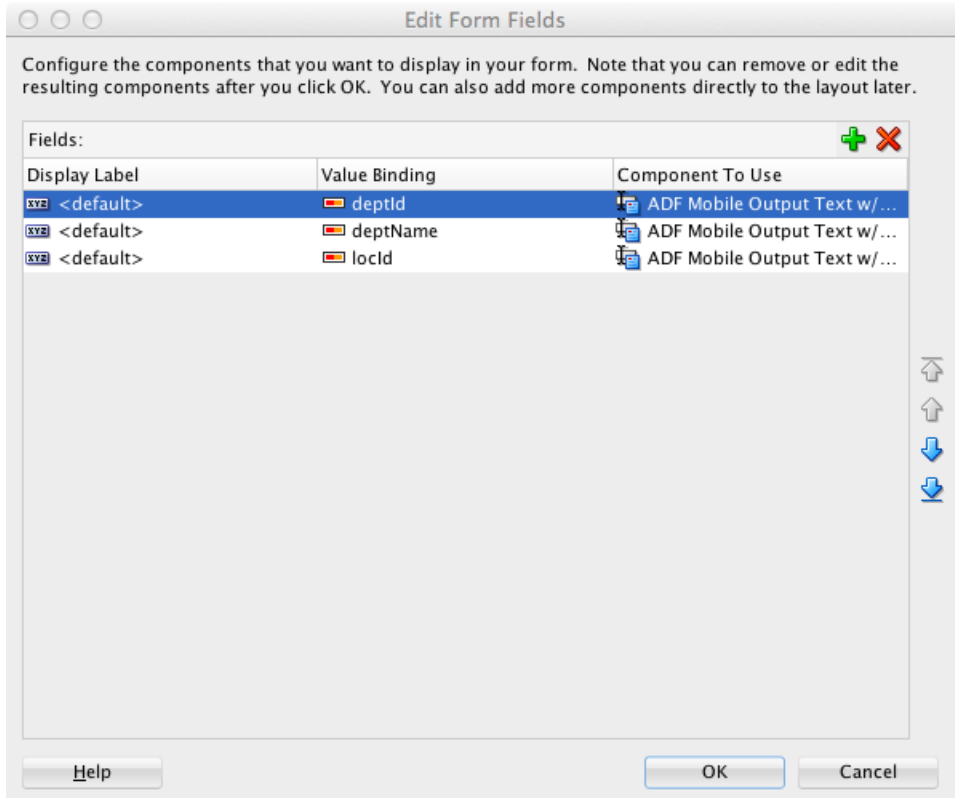 Edit Form Fields
Configure the components that you want to display in your form.  Note that you can remove or edit the
resulting components after you click OK.  You can also add more components directly to the layout later.
Fields:
Display Label Value Binding Component To Use
XYZ <default> deptId ADF Mobile Output Text w/...
XYZ <default> deptName ADF Mobile Output Text w/...
XYZ <default> locId ADF Mobile Output Text w/...
Help OK Cancel